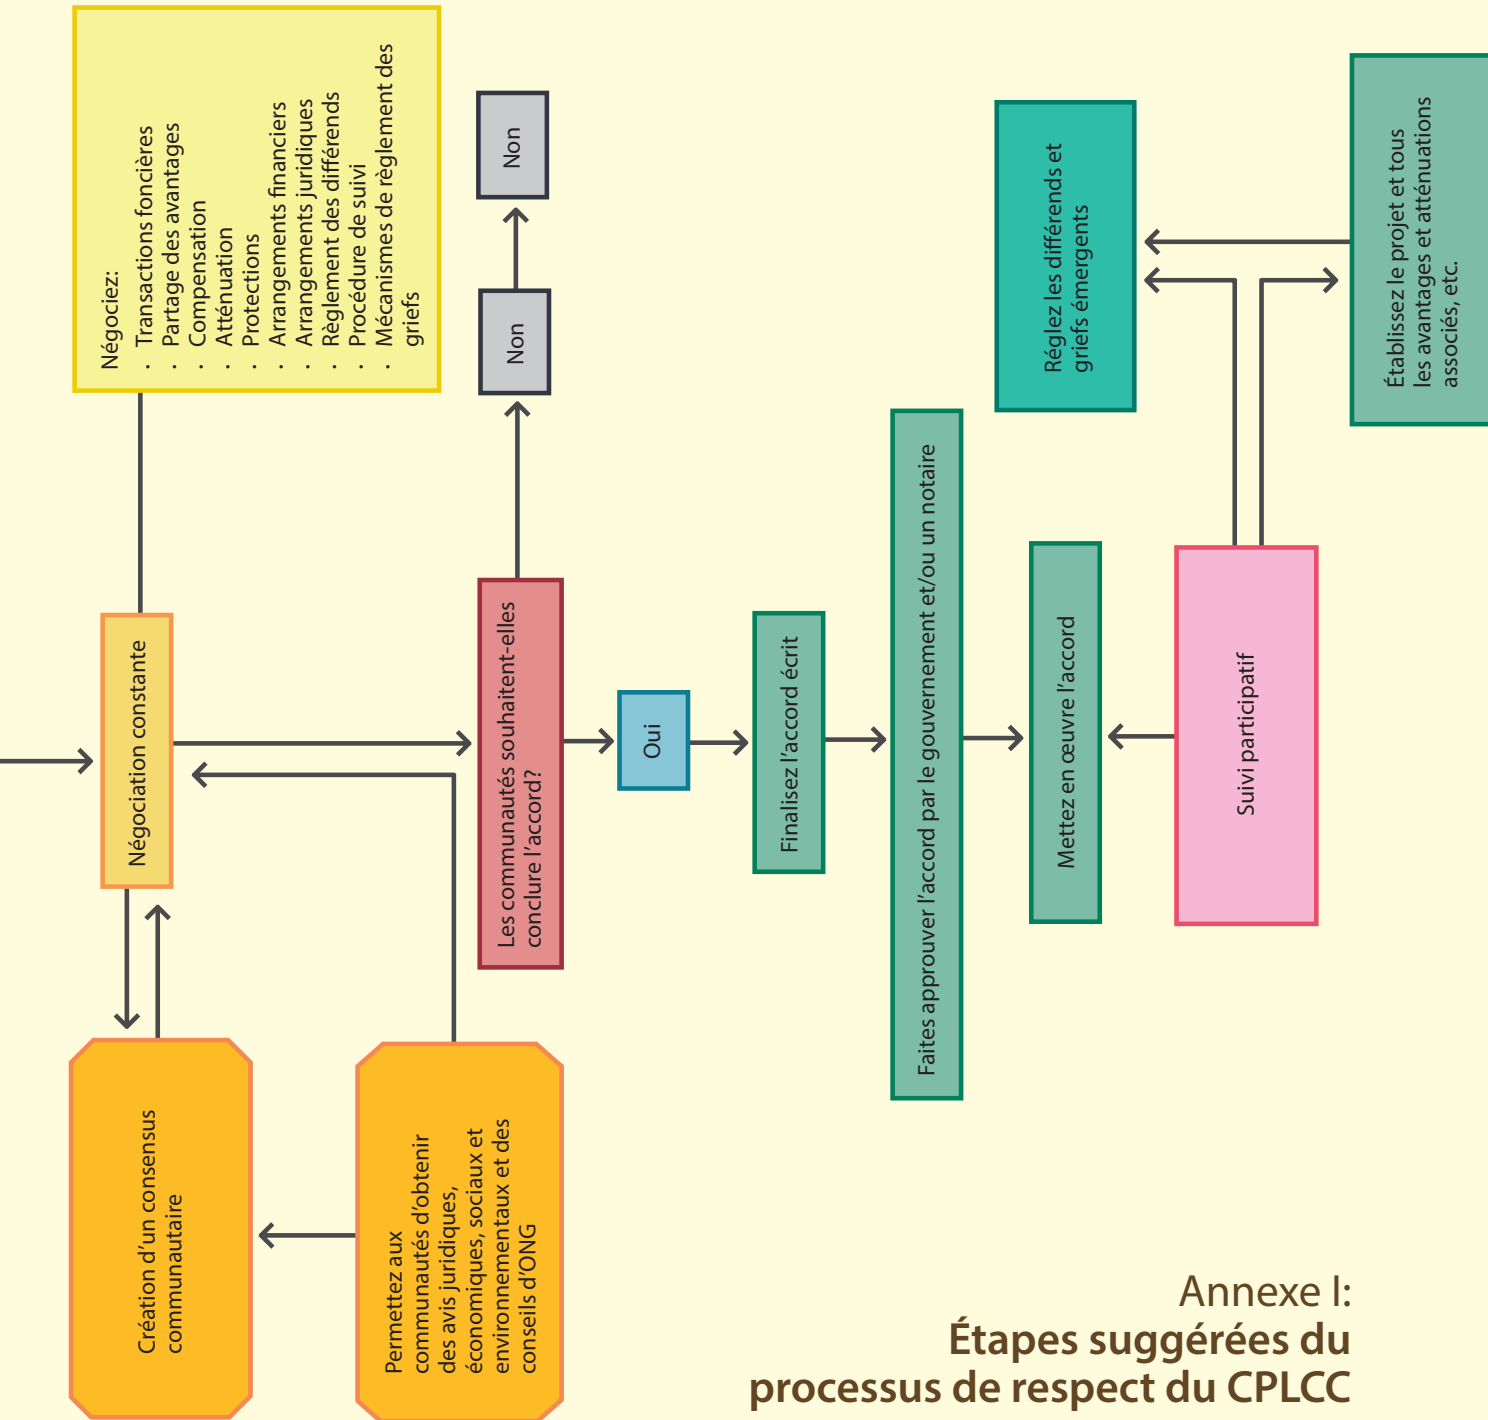 Négociez:
· Transactions foncières
· Partage des avantages
· Compensation
· Atténuation
· Protections
· Arrangements financiers
· Arrangements juridiques
· Règlement des différends
· Procédure de suivi
· Mécanismes de règlement des
griefs
Négociation constante
Création d'un consensus
communautaire
Permettez aux
communautés d'obtenir
des avis juridiques,
économiques, sociaux et
environnementaux et des
conseils d'ONG
Les communautés souhaitent-elles
conclure l'accord?
Non
Non
Oui
Finalisez l'accord écrit
Faites approuver l'accord par le gouvernement et/ou un notaire
Mettez en œuvre l'accord
Suivi participatif
Réglez les différends et
griefs émergents
Établissez le projet et tous
les avantages et atténuations
associés, etc.
Annexe I:
Étapes suggérées du
processus de respect du CPLCC